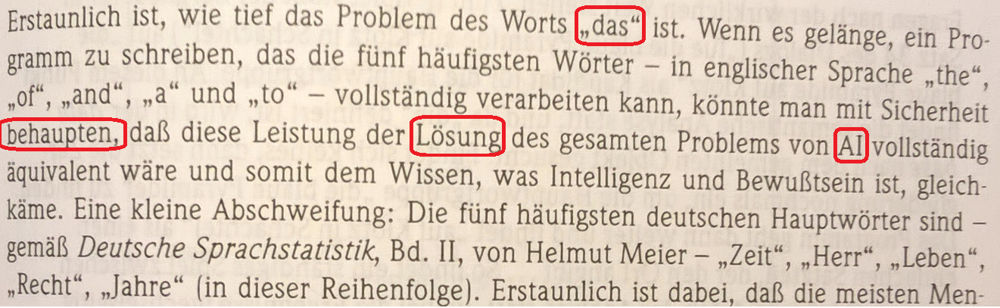 Erstaunlich ist, wie tief das Problem des Worts „das“ ist. Wenn es gelänge, ein Pro-
gramm zu schreiben, das die fünf häufigsten Wörter – in englischer Sprache „the“,
„of“, „and“, „a“ und „to“ – vollständig verarbeiten kann, könnte man mit Sicherheit
behaupten, daß diese Leistung der Lösung des gesamten Problems von AI vollständig
äquivalent wäre und somit dem Wissen, was Intelligenz und Bewußtsein ist, gleich-
käme. Eine kleine Abschweifung: Die fünf häufigsten deutschen Hauptwörter sind –
gemäß Deutsche Sprachstatistik, Bd. II, von Helmut Meier – „Zeit“, „Herr“, „Leben“,
„Recht“, „Jahre“ (in dieser Reihenfolge). Erstaunlich ist dabei, daß die meisten Men-